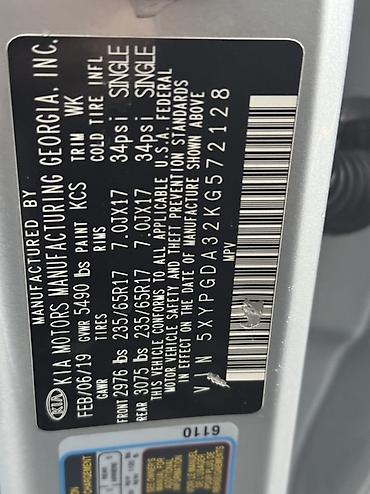 MANUFACTURED BY
KIA KIA MOTORS MANUFACTURING GEORGIA, INC.
FEB/06/19 GVWR 5490 lbs PAINT KCS TRIM WK
TIRES RIMS COLD TIRE INFL
FRONT 2976 lbs 235/65R17 7.0JX17 34psi SINGLE
REAR 3075 lbs 235/65R17 7.0JX17 34psi SINGLE
THIS VEHICLE CONFORMS TO ALL APPLICABLE U.S.A. FEDERAL
MOTOR VEHICLE SAFETY AND THEFT PREVENTION STANDARDS
IN EFFECT ON THE DATE OF MANUFACTURE SHOWN ABOVE
V I N 5XYPGDA32KG572128
MPV
6110